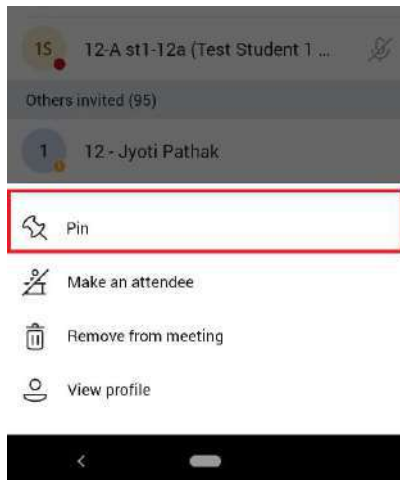 1S 12-A st1-12a (Test Student 1 ...
Others invited (95)
1 12 - Jyoti Pathak
Pin
Make an attendee
Remove from meeting
View profile